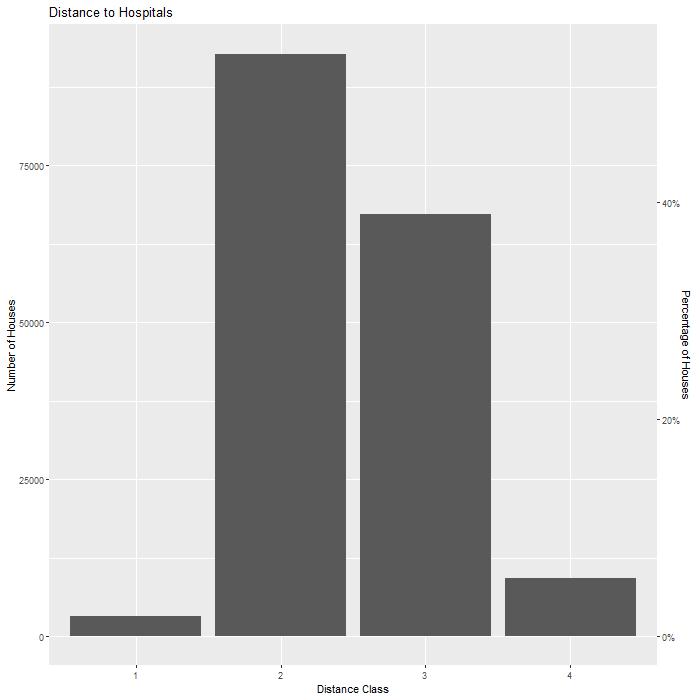 Distance to Hospitals
Number of Houses
75000
50000
25000
0
40%
20%
0%
Percentage of Houses
1 2 3 4
Distance Class